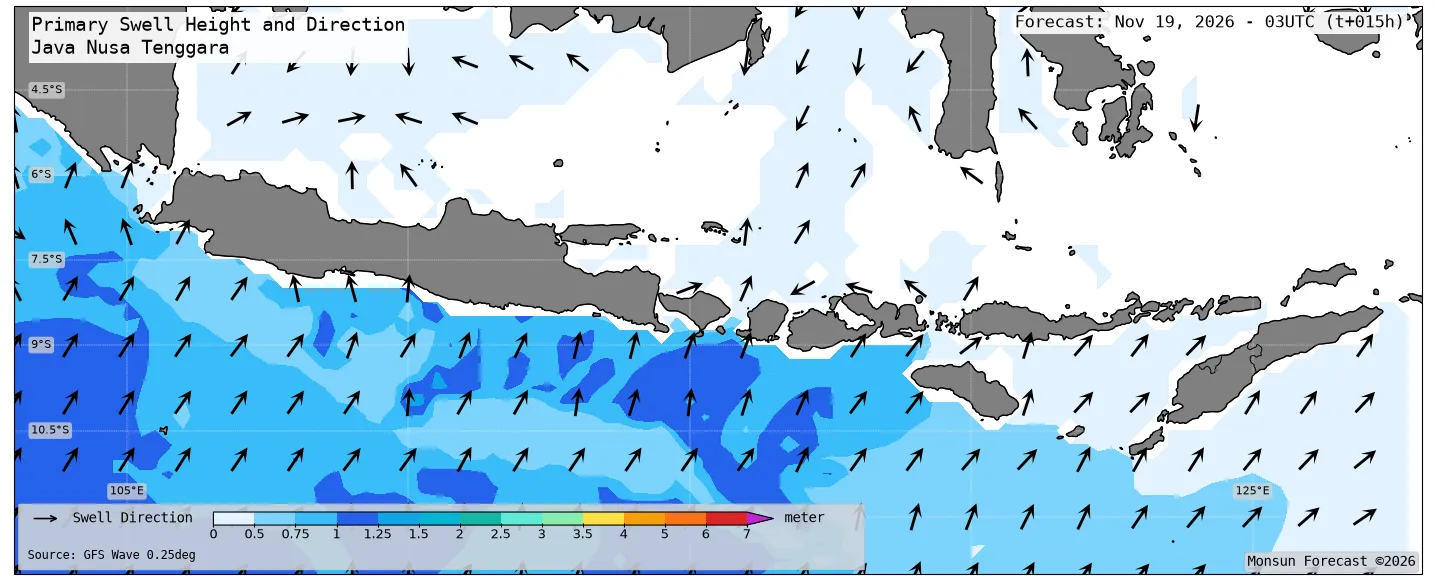 Primary Swell Height and Direction
Java Nusa Tenggara
Forecast: Nov 19, 2026 - 03UTC (t+015h)
4.5°S
6°S
7.5°S
9°S
10.5°S
105°E
125°E
Swell Direction
meter
0 0.5 0.75 1 1.25 1.5 2 2.5 3 3.5 4 5 6 7
Source: GFS Wave 0.25deg
Monsun Forecast ©2026